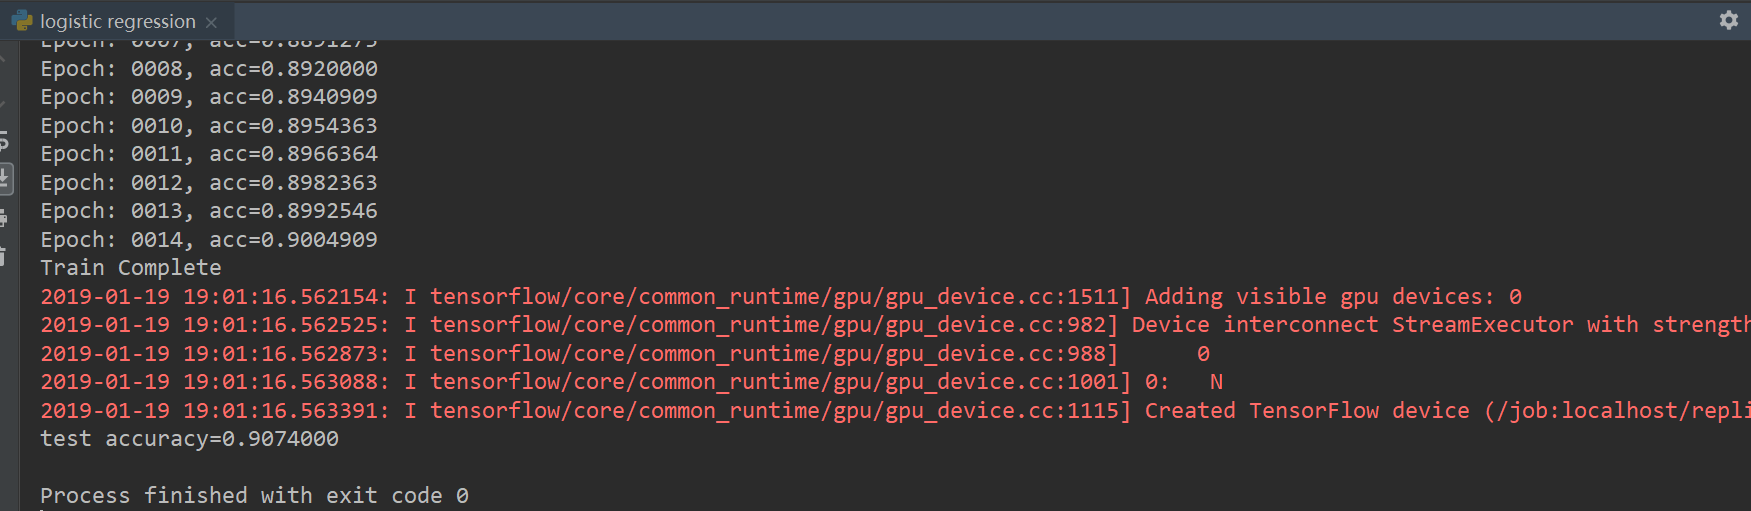 logistic regression
Epoch: 0007, acc=0.8891273
Epoch: 0008, acc=0.8920000
Epoch: 0009, acc=0.8940909
Epoch: 0010, acc=0.8954363
Epoch: 0011, acc=0.8966364
Epoch: 0012, acc=0.8982363
Epoch: 0013, acc=0.8992546
Epoch: 0014, acc=0.9004909
Train Complete
2019-01-19 19:01:16.562154: I tensorflow/core/common_runtime/gpu/gpu_device.cc:1511] Adding visible gpu devices: 0
2019-01-19 19:01:16.562525: I tensorflow/core/common_runtime/gpu/gpu_device.cc:982] Device interconnect StreamExecutor with strength
2019-01-19 19:01:16.562873: I tensorflow/core/common_runtime/gpu/gpu_device.cc:988]      0
2019-01-19 19:01:16.563088: I tensorflow/core/common_runtime/gpu/gpu_device.cc:1001] 0:   N
2019-01-19 19:01:16.563391: I tensorflow/core/common_runtime/gpu/gpu_device.cc:1115] Created TensorFlow device (/job:localhost/repli
test accuracy=0.9074000
Process finished with exit code 0